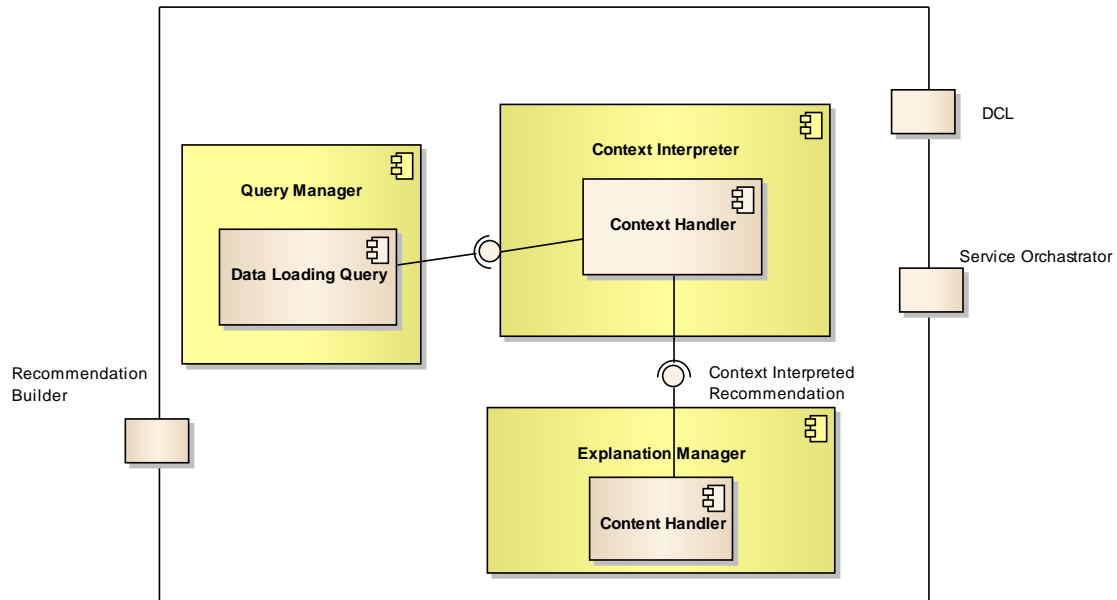 DCL
Context Interpreter
Query Manager
Context Handler
Data Loading Query
Service Orchastrator
Recommendation
Builder
Context Interpreted
Recommendation
Explanation Manager
Content Handler